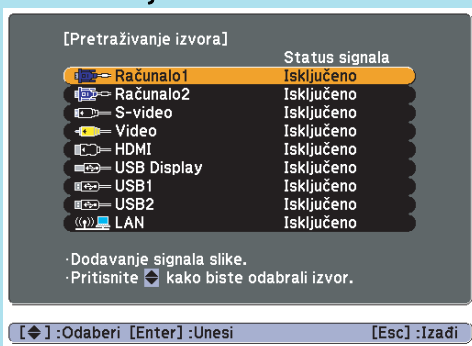 [Pretraživanje izvora]
Status signala
Računalo1 Isključeno
Računalo2 Isključeno
S-video Isključeno
Video Isključeno
HDMI Isključeno
USB Display Isključeno
USB1 Isključeno
USB2 Isključeno
LAN Isključeno
·Dodavanje signala slike.
·Pritisnite kako biste odabrali izvor.
[] :Odaberi [Enter] :Unesi [Esc] :Izađi